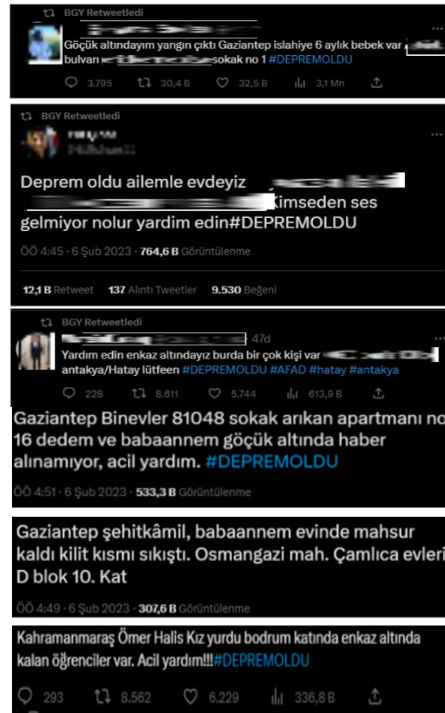 BGY Retweetledi
Göçük altındayım yangın çıktı Gaziantep islahiye 6 aylık bebek var
bulvarı sokak no 1 #DEPREMOLDU
3.795 30,4 B 32,5 B 3,1 Mn
BGY Retweetledi
Deprem oldu ailemle evdeyiz
kimseden ses
gelmiyor nolur yardim edin#DEPREMOLDU
ÖÖ 4:45 · 6 Şub 2023 · 764,6 B Görüntülenme
12,1 B Retweet 137 Alıntı Tweetler 9.530 Beğeni
BGY Retweetledi
· 47d
Yardım edin enkaz altındayız burda bir çok kişi var
antakya/Hatay lütfeen #DEPREMOLDU #AFAD #hatay #antakya
228 8.611 5.744 613,9 B
Gaziantep Binevler 81048 sokak arıkan apartmanı no
16 dedem ve babaannem göçük altında haber
alınamıyor, acil yardım. #DEPREMOLDU
ÖÖ 4:51 · 6 Şub 2023 · 533,3 B Görüntülenme
Gaziantep şehitkâmil, babaannem evinde mahsur
kaldı kilit kısmı sıkıştı. Osmangazi mah. Çamlıca evleri
D blok 10. Kat
ÖÖ 4:49 · 6 Şub 2023 · 307,6 B Görüntülenme
Kahramanmaraş Ömer Halis Kız yurdu bodrum katında enkaz altında
kalan öğrenciler var. Acil yardım!!!#DEPREMOLDU
293 8.562 6.229 336,8 B